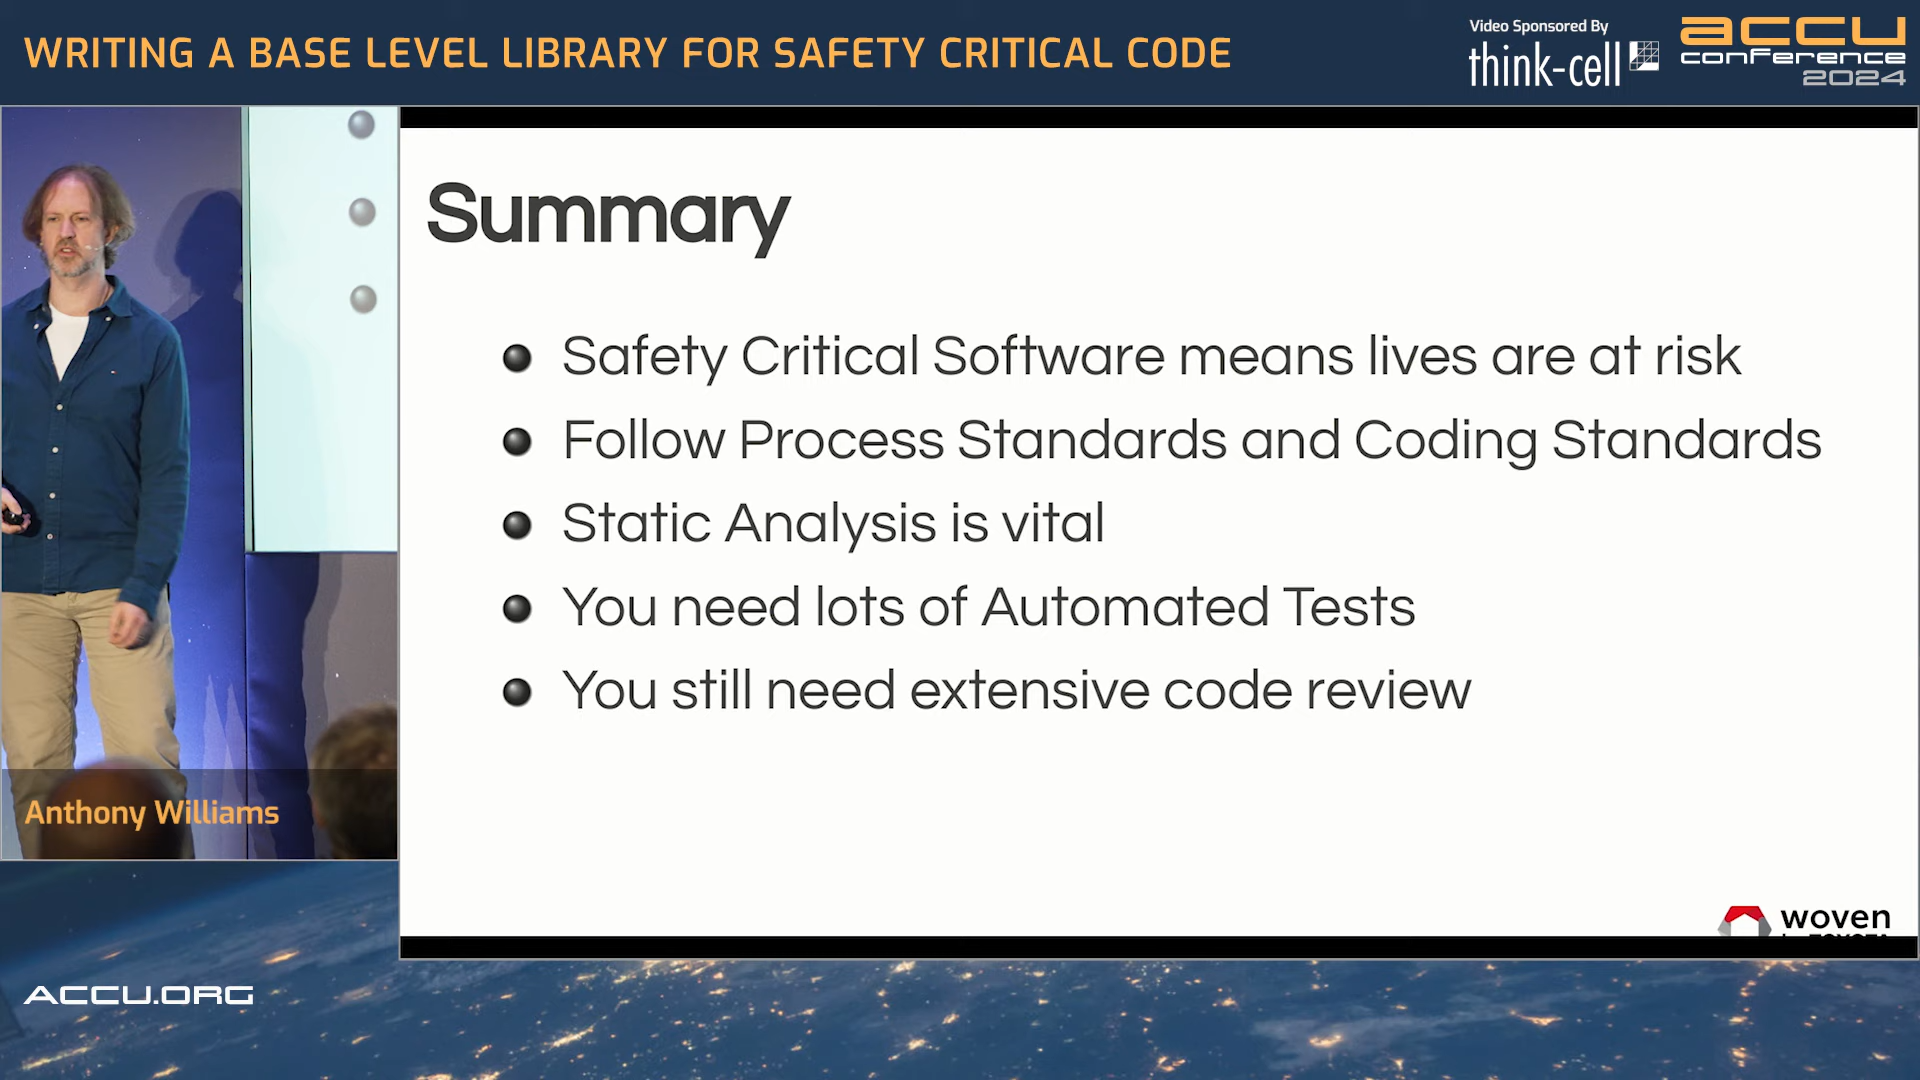 WRITING A BASE LEVEL LIBRARY FOR SAFETY CRITICAL CODE
Video Sponsored By
think-cell
accu
conference
2024
Summary
Safety Critical Software means lives are at risk
Follow Process Standards and Coding Standards
Static Analysis is vital
You need lots of Automated Tests
You still need extensive code review
woven
Anthony Williams
ACCU.ORG